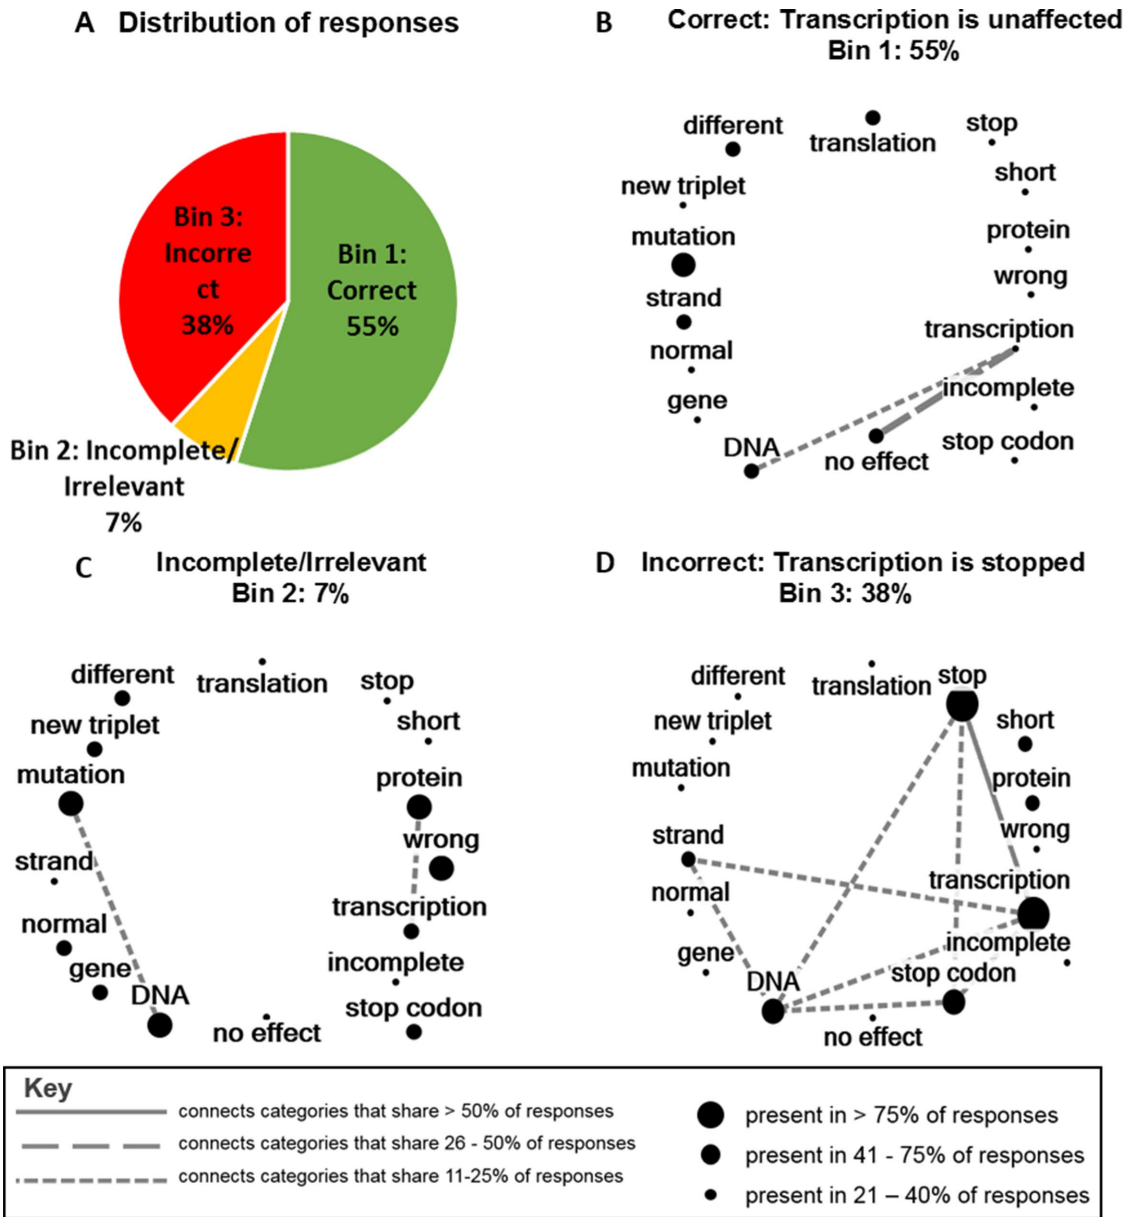 A Distribution of responses
Bin 3:
Incorre
ct
38%
Bin 1:
Correct
55%
Bin 2: Incomplete/
Irrelevant
7%
B Correct: Transcription is unaffected
Bin 1: 55%
different
translation
stop
new triplet
short
mutation
protein
strand
wrong
normal
transcription
gene
incomplete
DNA
no effect
stop codon
C Incomplete/Irrelevant
Bin 2: 7%
different
translation
stop
new triplet
short
mutation
protein
strand
wrong
normal
transcription
gene
incomplete
DNA
no effect
stop codon
D Incorrect: Transcription is stopped
Bin 3: 38%
different
translation
stop
new triplet
short
mutation
protein
strand
wrong
normal
transcription
gene
incomplete
DNA
stop codon
no effect
Key
connects categories that share > 50% of responses
connects categories that share 26 - 50% of responses
connects categories that share 11-25% of responses
present in > 75% of responses
present in 41 - 75% of responses
present in 21 – 40% of responses